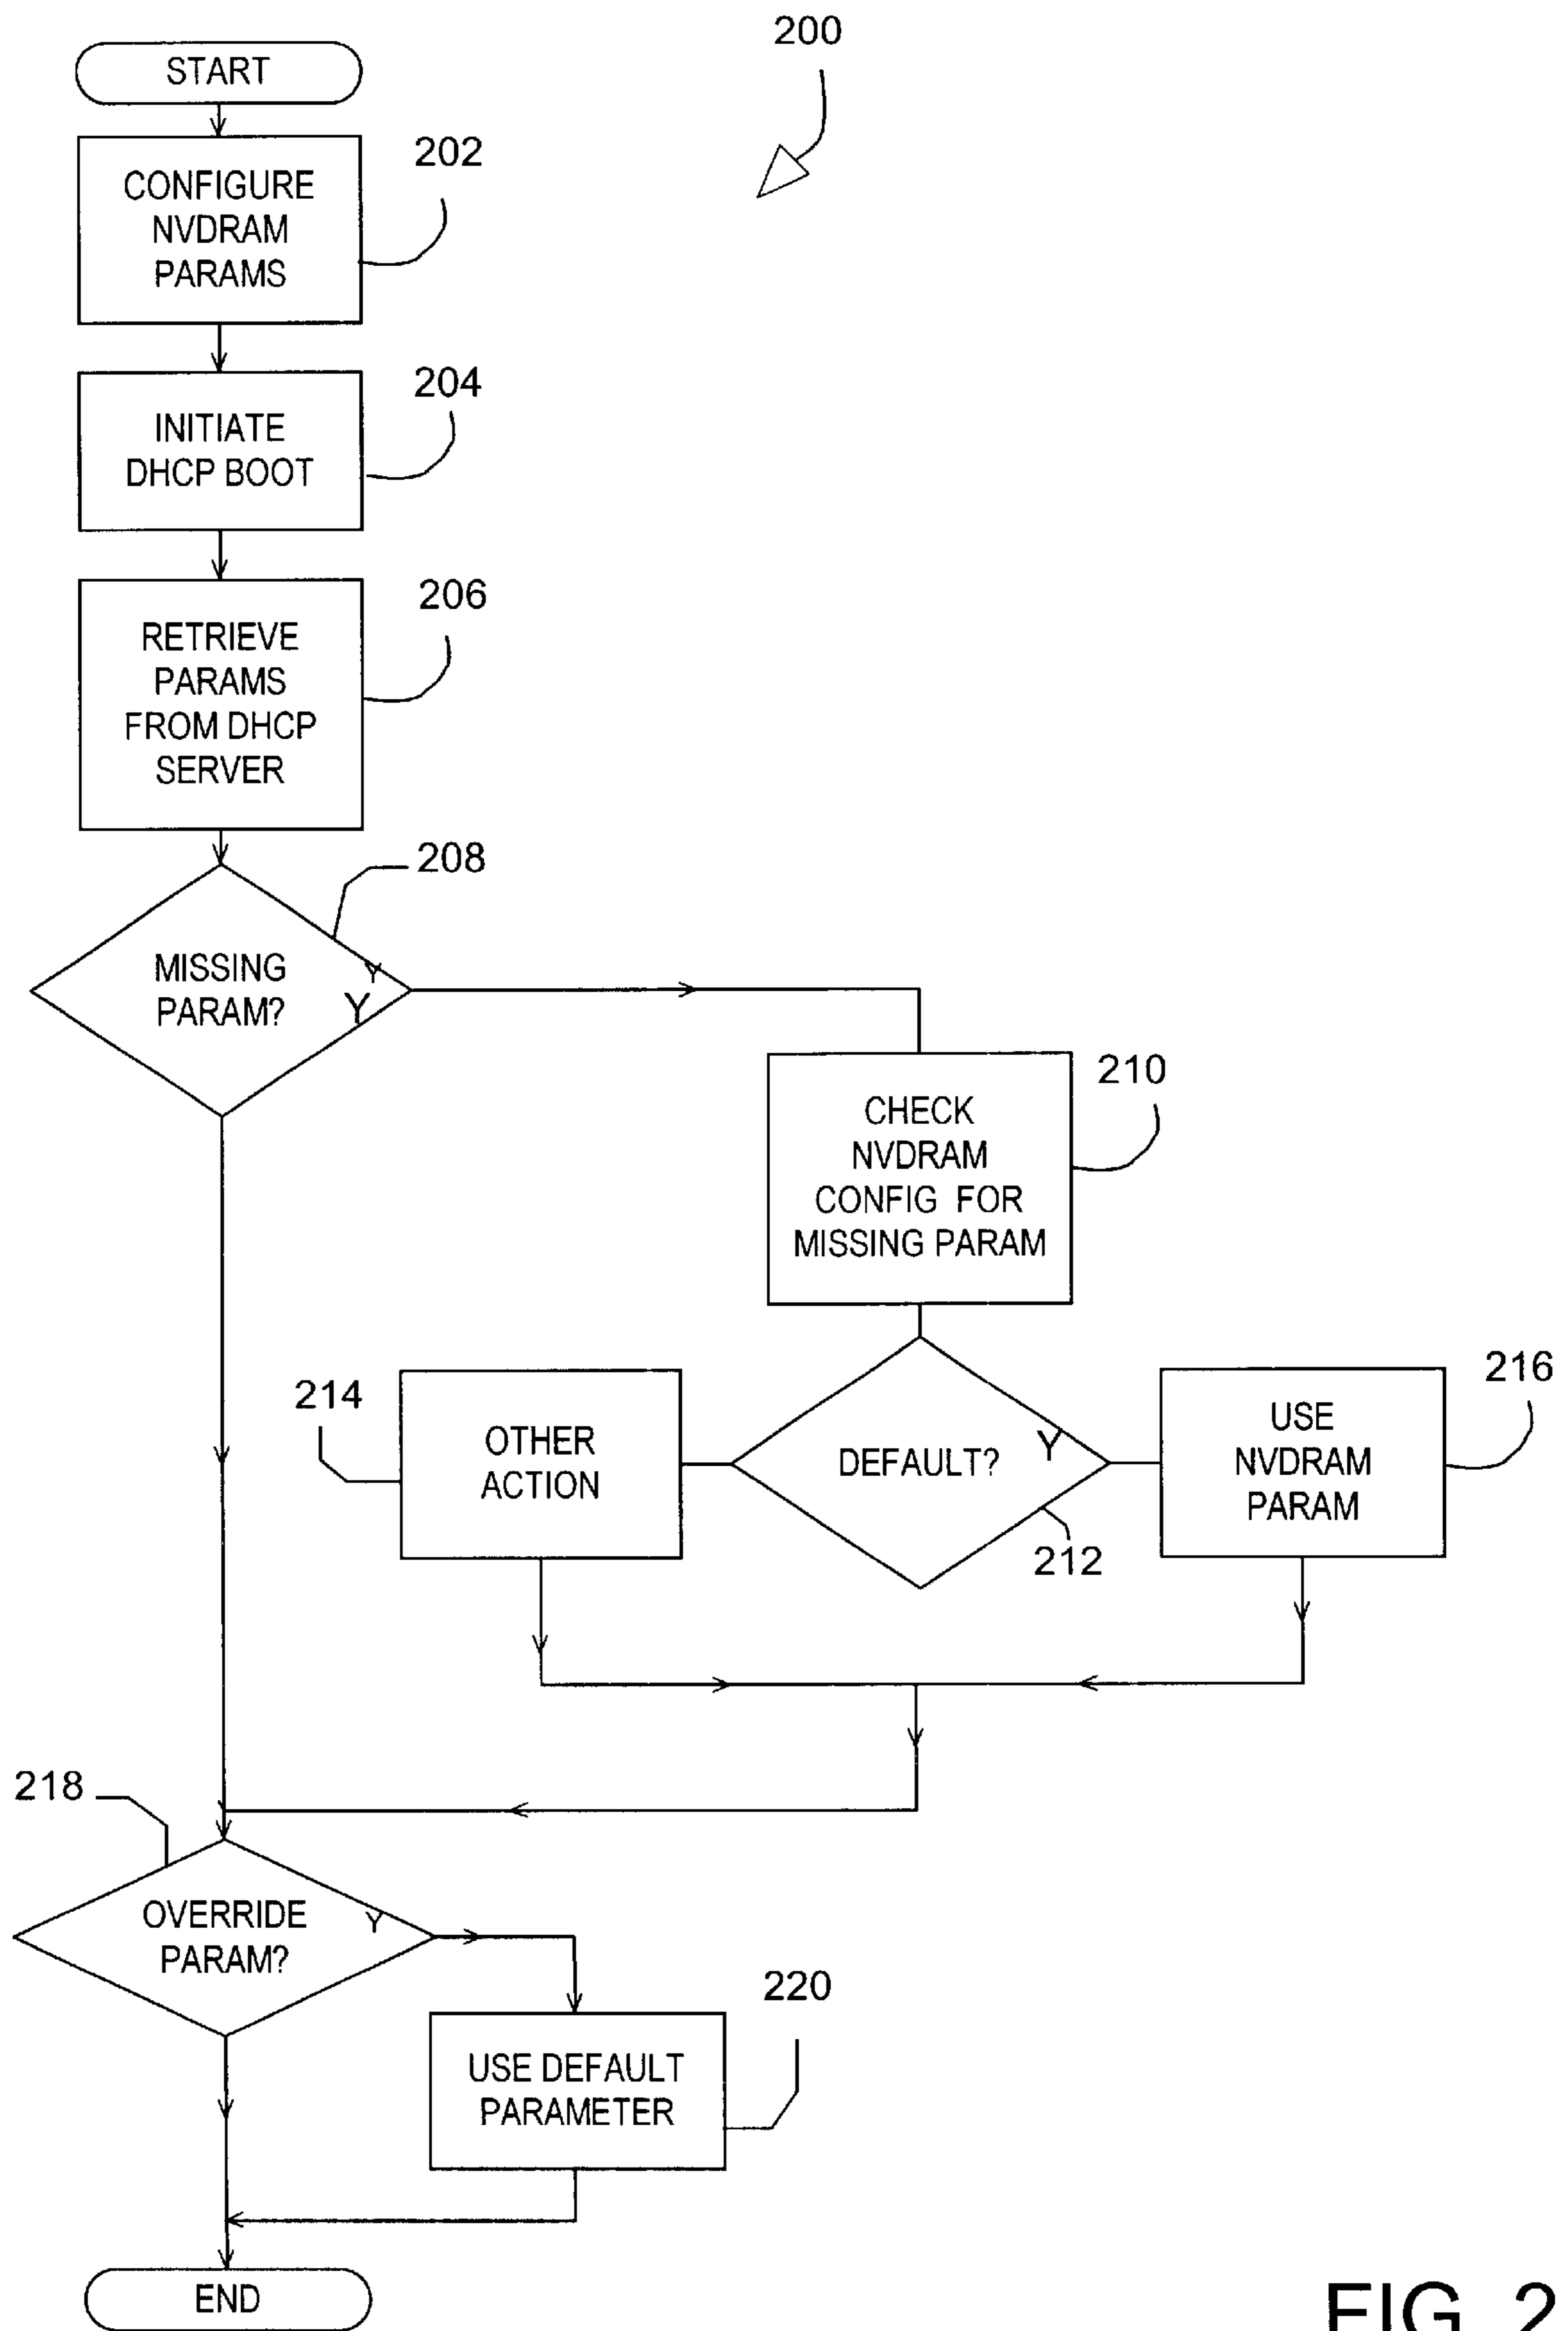 200
START
202
CONFIGURE
NVDRAM
PARAMS
204
INITIATE
DHCP BOOT
206
RETRIEVE
PARAMS
FROM DHCP
SERVER
208
MISSING
PARAM?
Y
Y
210
CHECK
NVDRAM
CONFIG FOR
MISSING PARAM
214
OTHER
ACTION
DEFAULT?
Y
212
216
USE
NVDRAM
PARAM
218
OVERRIDE
PARAM?
Y
220
USE DEFAULT
PARAMETER
END
FIG. 2